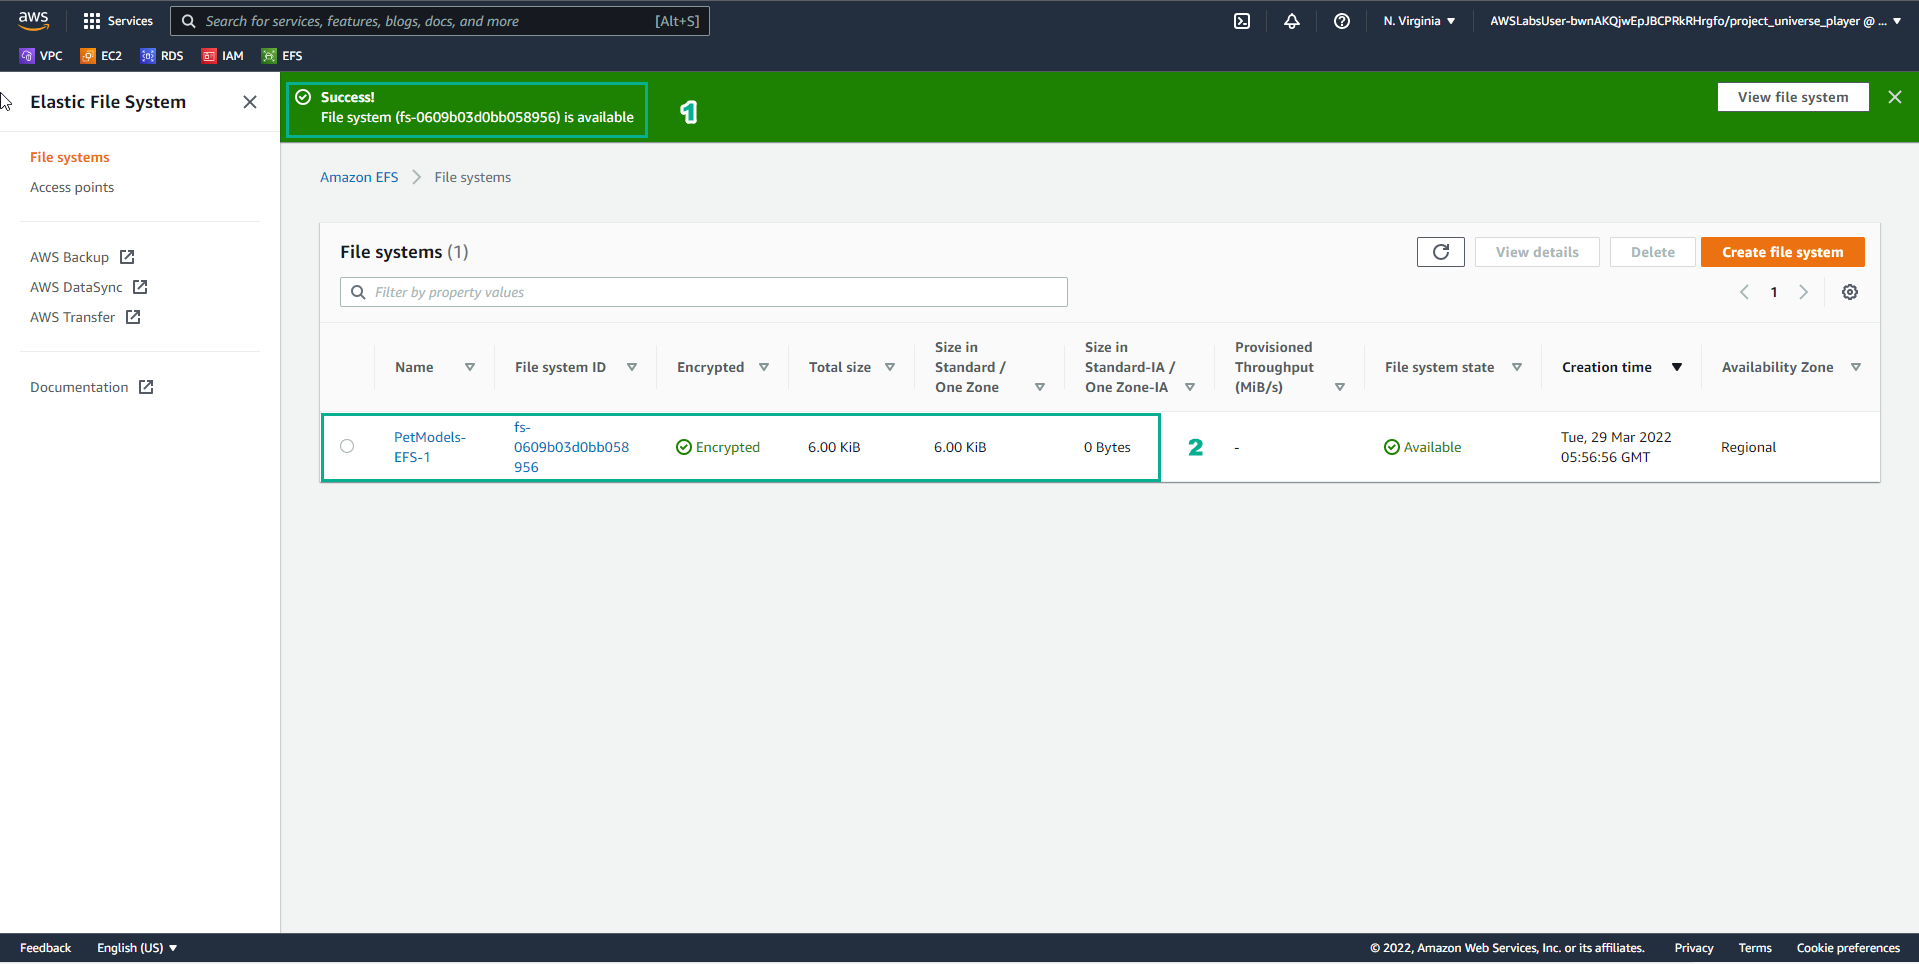 aws
Services
Search for services, features, blogs, docs, and more
[Alt+S]
N. Virginia
AWSLabsUser-bwnAKQjwEpJBCPRkRHrgfo/project_universe_player @ ...
VPC
EC2
RDS
IAM
EFS
Elastic File System
Success!
File system (fs-0609b03d0bb058956) is available
1
View file system
File systems
Access points
AWS Backup
AWS DataSync
AWS Transfer
Documentation
Amazon EFS
File systems
File systems (1)
View details
Delete
Create file system
Filter by property values
1
Name
File system ID
Encrypted
Total size
Size in
Standard /
One Zone
Size in
Standard-IA /
One Zone-IA
Provisioned
Throughput
(MiB/s)
File system state
Creation time
Availability Zone
PetModels-
EFS-1
fs-
0609b03d0bb058
956
Encrypted
6.00 KiB
6.00 KiB
0 Bytes
2
-
Available
Tue, 29 Mar 2022
05:56:56 GMT
Regional
Feedback
English (US)
© 2022, Amazon Web Services, Inc. or its affiliates.
Privacy
Terms
Cookie preferences